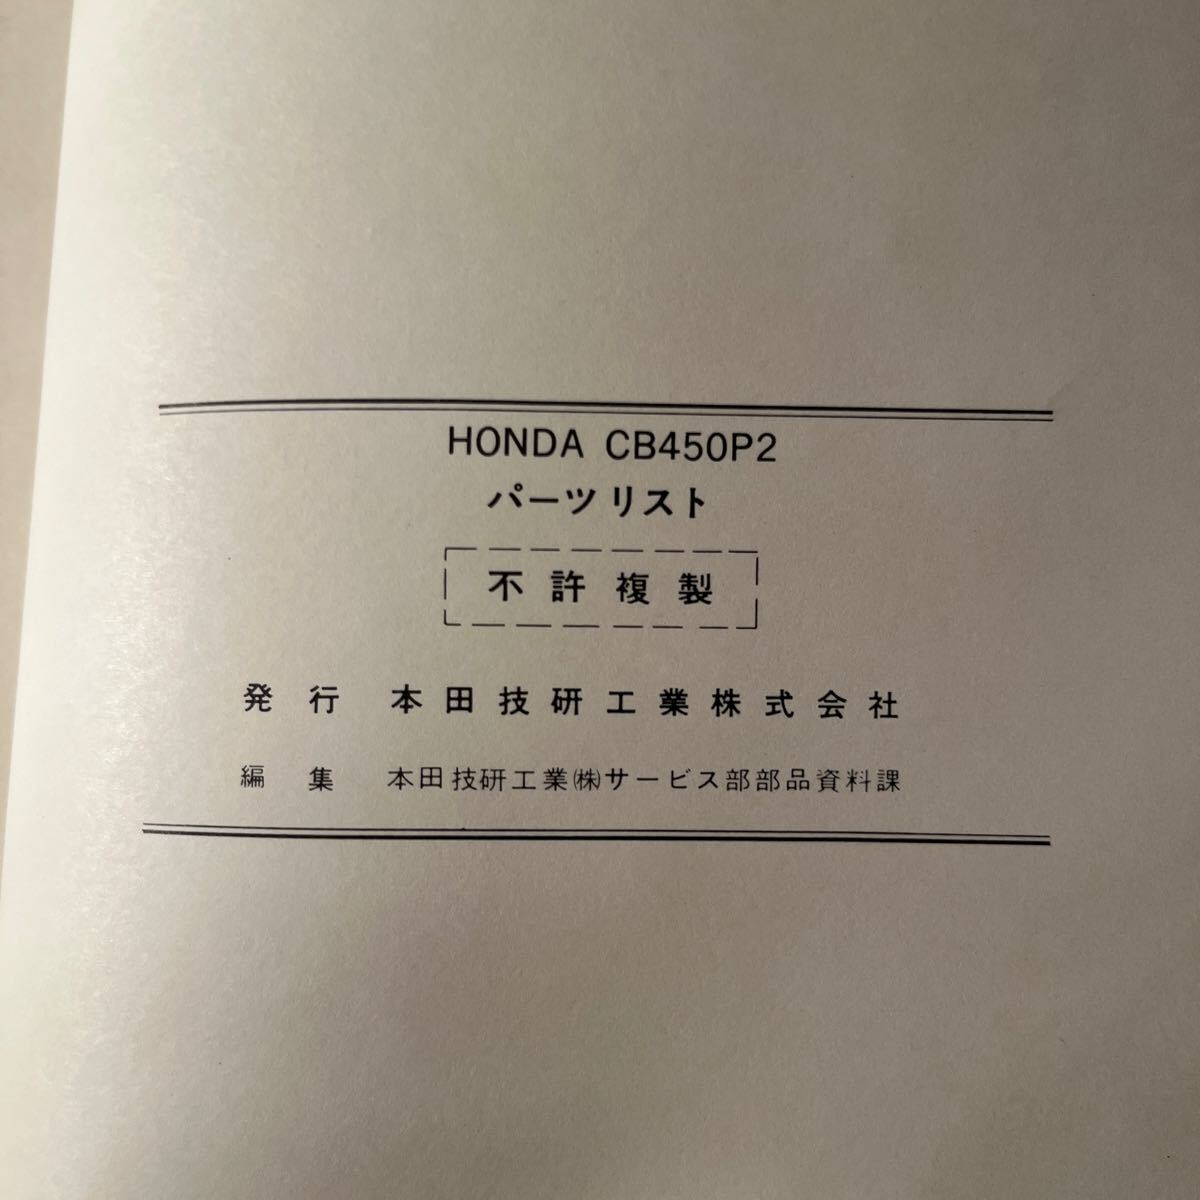 HONDA CB450P2
パーツリスト
不許複製
発行 本田技研工業株式会社
編集 本田技研工業㈱サービス部部品資料課